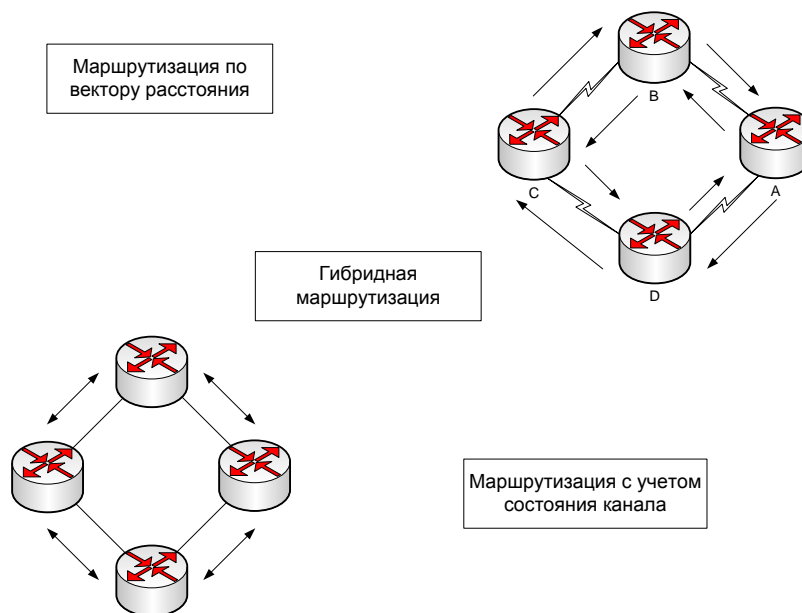 Маршрутизация по
вектору расстояния
B
C
A
D
Гибридная
маршрутизация
Маршрутизация с учетом
состояния канала